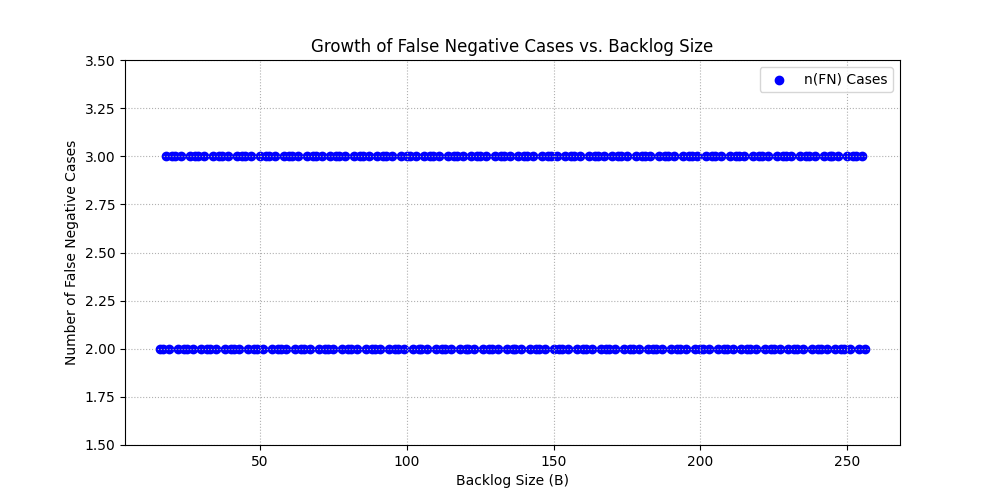 Growth of False Negative Cases vs. Backlog Size
n(FN) Cases
Number of False Negative Cases
3.50
3.25
3.00
2.75
2.50
2.25
2.00
1.75
1.50
50 100 150 200 250
Backlog Size (B)